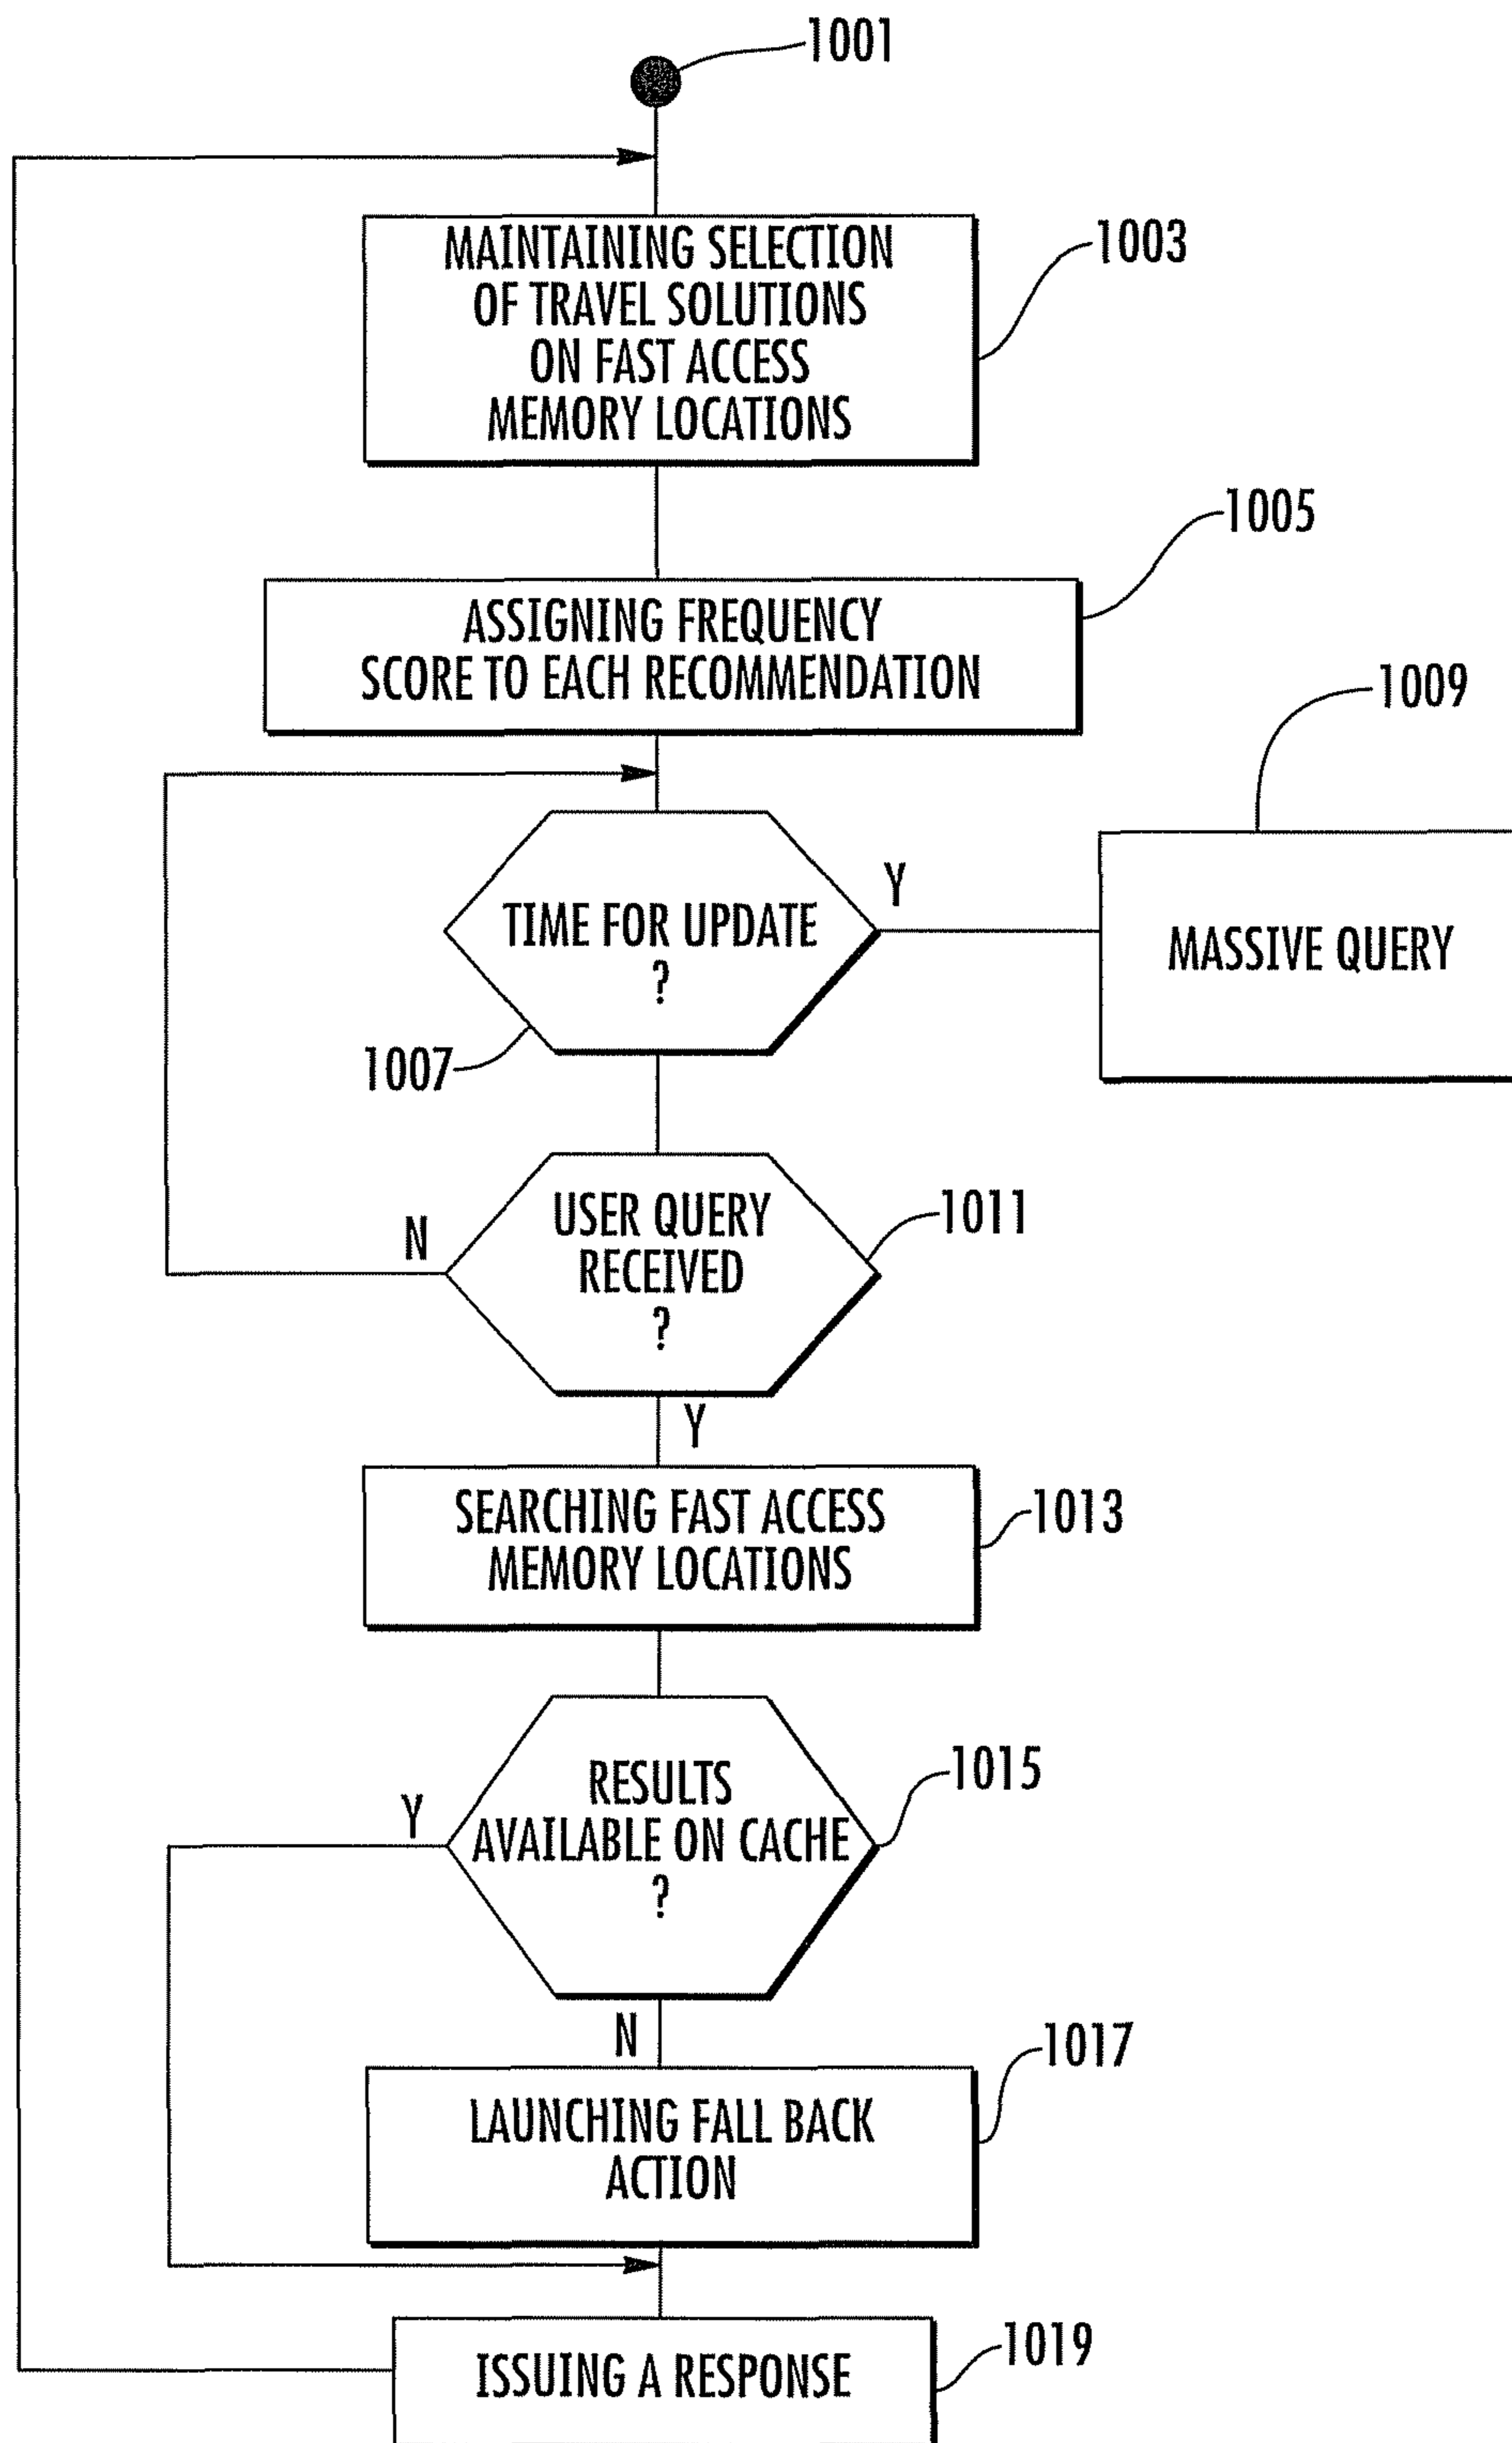 1001
MAINTAINING SELECTION
OF TRAVEL SOLUTIONS
ON FAST ACCESS
MEMORY LOCATIONS
1003
1005
ASSIGNING FREQUENCY
SCORE TO EACH RECOMMENDATION
1009
Y
TIME FOR UPDATE
?
MASSIVE QUERY
1007
USER QUERY
RECEIVED
?
1011
N
Y
SEARCHING FAST ACCESS
MEMORY LOCATIONS
1013
RESULTS
AVAILABLE ON CACHE
?
1015
Y
N
1017
LAUNCHING FALL BACK
ACTION
ISSUING A RESPONSE
1019